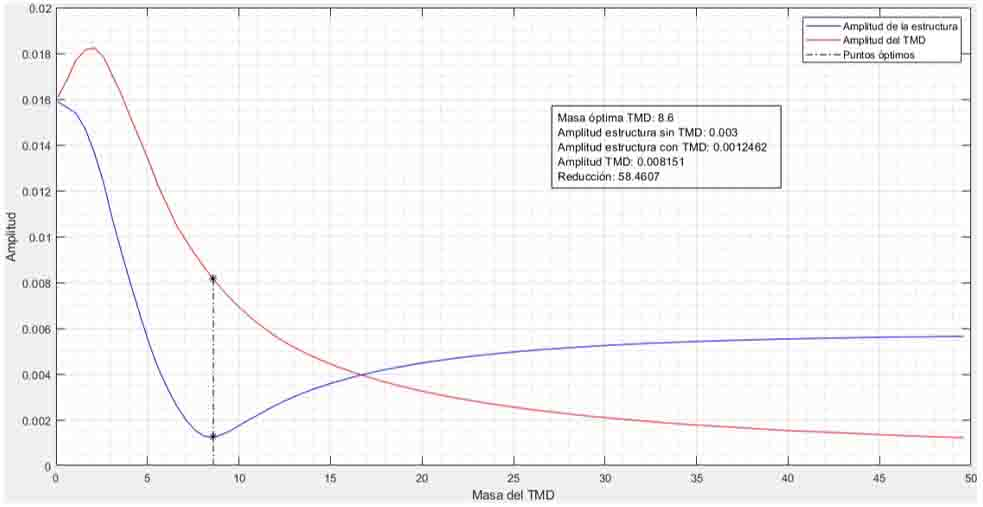 0.02
0.018
0.016
0.014
0.012
0.01
0.008
0.006
0.004
0.002
0
Amplitud
Amplitud de la estructura
Amplitud del TMD
Puntos óptimos
Masa óptima TMD: 8.6
Amplitud estructura sin TMD: 0.003
Amplitud estructura con TMD: 0.0012462
Amplitud TMD: 0.008151
Reducción: 58.4607
0 5 10 15 20 25 30 35 40 45 50
Masa del TMD